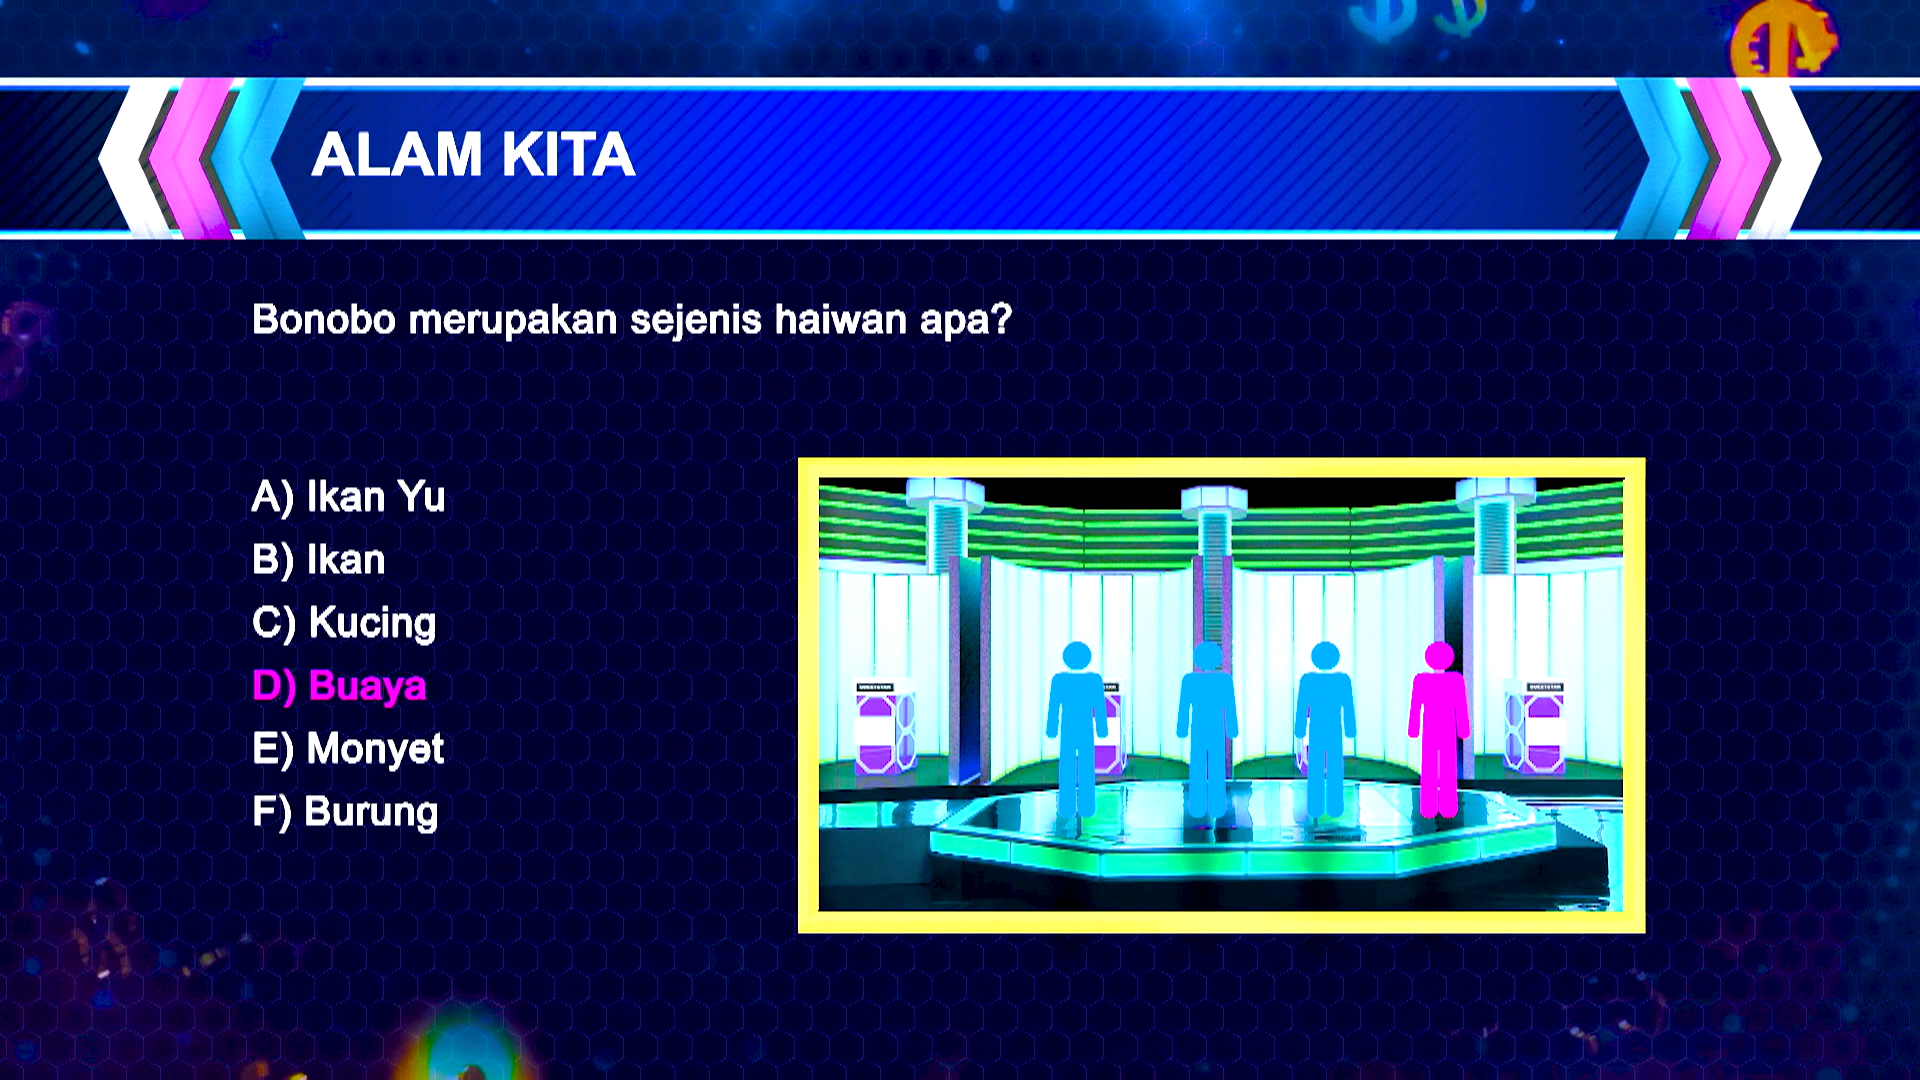 ALAM KITA
Bonobo merupakan sejenis haiwan apa?
A) Ikan Yu
B) Ikan
C) Kucing
D) Buaya
E) Monyet
F) Burung